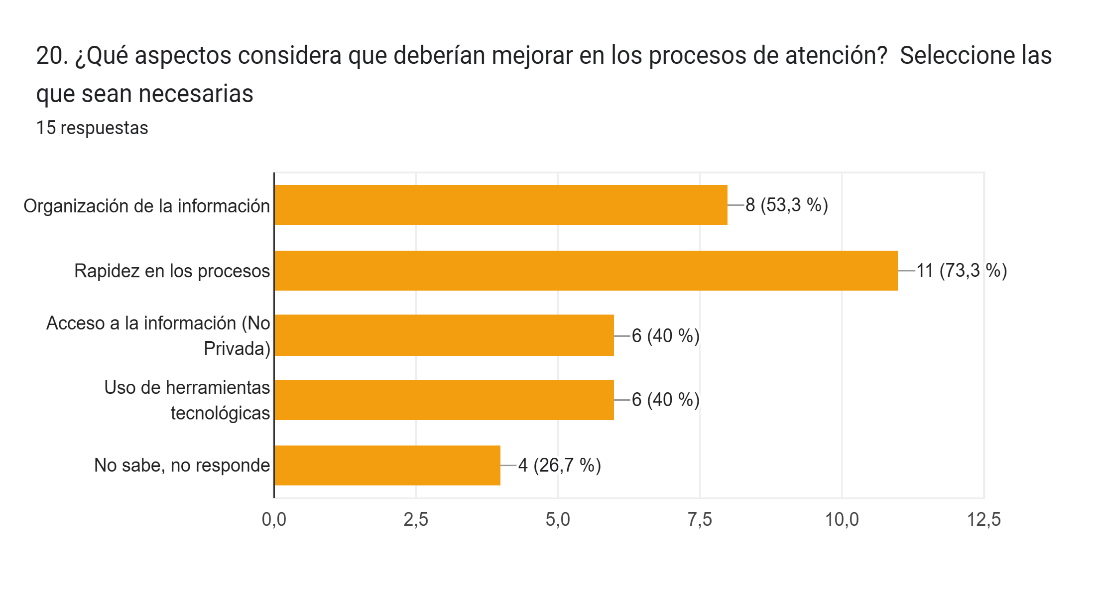 20. ¿Qué aspectos considera que deberían mejorar en los procesos de atención?  Seleccione las
que sean necesarias
15 respuestas
Organización de la información
8 (53,3 %)
Rapidez en los procesos
11 (73,3 %)
Acceso a la información (No
Privada)
6 (40 %)
Uso de herramientas
tecnológicas
6 (40 %)
No sabe, no responde
4 (26,7 %)
0,0 2,5 5,0 7,5 10,0 12,5